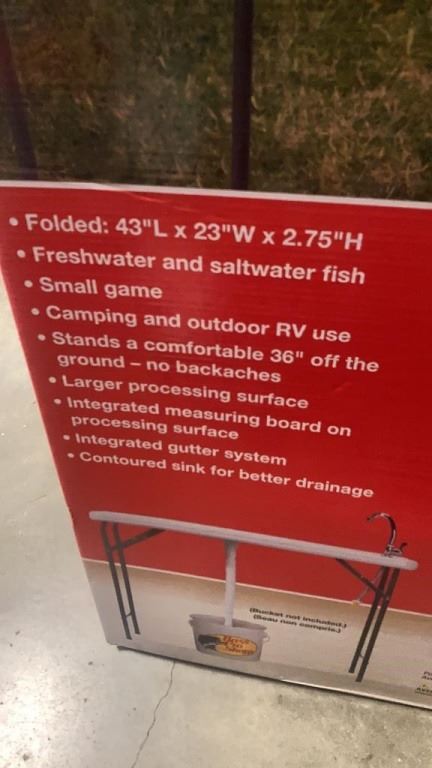 • Folded: 43"L x 23"W x 2.75"H
• Freshwater and saltwater fish
• Small game
• Camping and outdoor RV use
• Stands a comfortable 36" off the
ground – no backaches
• Larger processing surface
• Integrated measuring board on
processing surface
• Integrated gutter system
• Contoured sink for better drainage
(Bucket not included.)
(Seau non compris.)